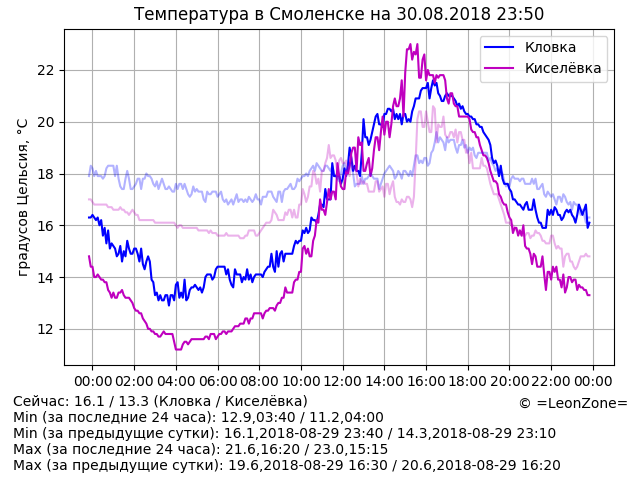 Температура в Смоленске на 30.08.2018 23:50
градусов Цельсия, °C
22
20
18
16
14
12
Кловка
Киселёвка
00:00 02:00 04:00 06:00 08:00 10:00 12:00 14:00 16:00 18:00 20:00 22:00 00:00
Сейчас: 16.1 / 13.3 (Кловка / Киселёвка)
© =LeonZone=
Min (за последние 24 часа): 12.9,03:40 / 11.2,04:00
Min (за предыдущие сутки): 16.1,2018-08-29 23:40 / 14.3,2018-08-29 23:10
Max (за последние 24 часа): 21.6,16:20 / 23.0,15:15
Max (за предыдущие сутки): 19.6,2018-08-29 16:30 / 20.6,2018-08-29 16:20